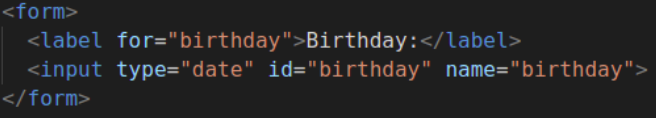 <form>
<label for="birthday">Birthday:</label>
<input type="date" id="birthday" name="birthday">
</form>